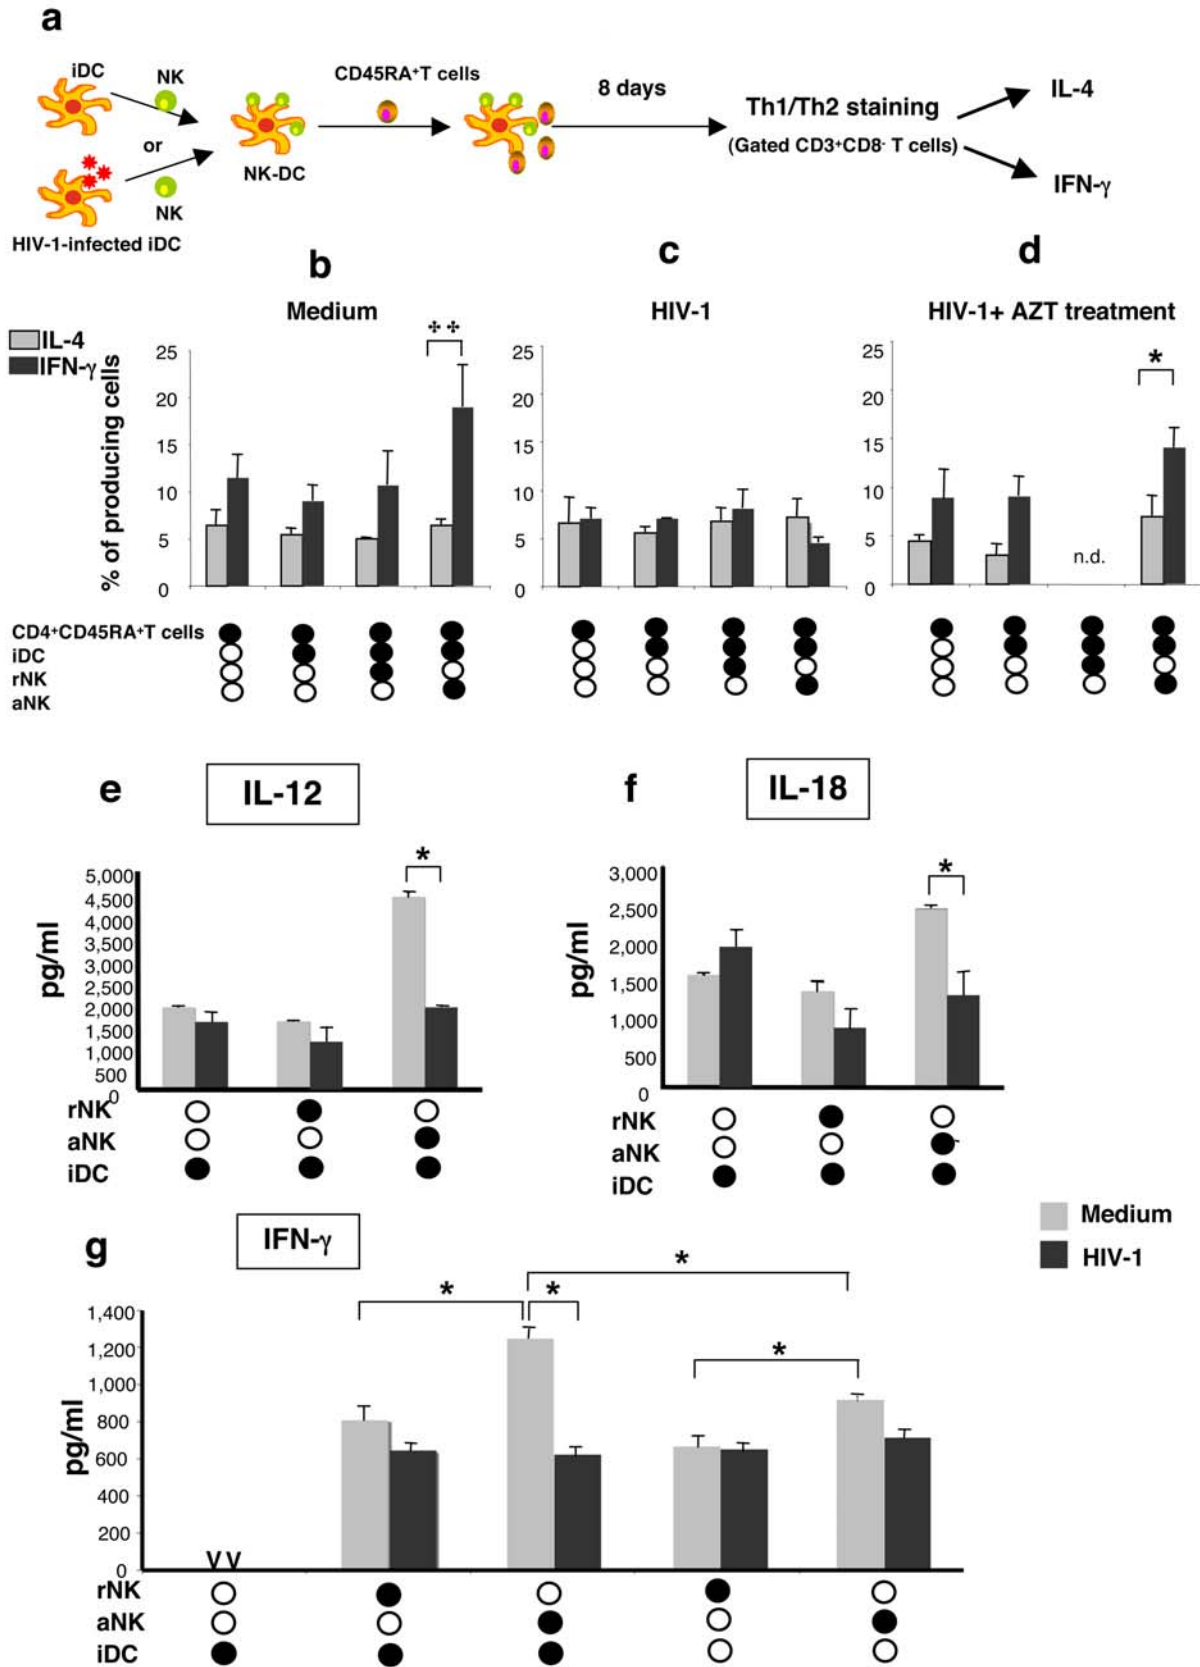 a
iDC
NK
CD45RA+T cells
8 days
IL-4
or
NK-DC
Th1/Th2 staining
(Gated CD3+CD8- T cells)
IFN-γ
NK
HIV-1-infected iDC
b
c
d
Medium
HIV-1
HIV-1+ AZT treatment
IL-4
IFN-γ
% of producing cells
25
20
15
10
5
0
**
25
20
15
10
5
0
25
20
15
10
5
0
*
n.d.
CD4+CD45RA+T cells
iDC
rNK
aNK
e
IL-12
pg/ml
5,000
4,500
4,000
3,500
3,000
2,500
2,000
1,500
1,000
500
0
*
rNK
aNK
iDC
f
IL-18
pg/ml
3,000
2,500
2,000
1,500
1,000
500
0
*
rNK
aNK
iDC
Medium
HIV-1
g
IFN-γ
pg/ml
1,400
1,200
1,000
800
600
400
200
0
*
*
*
*
V V
rNK
aNK
iDC